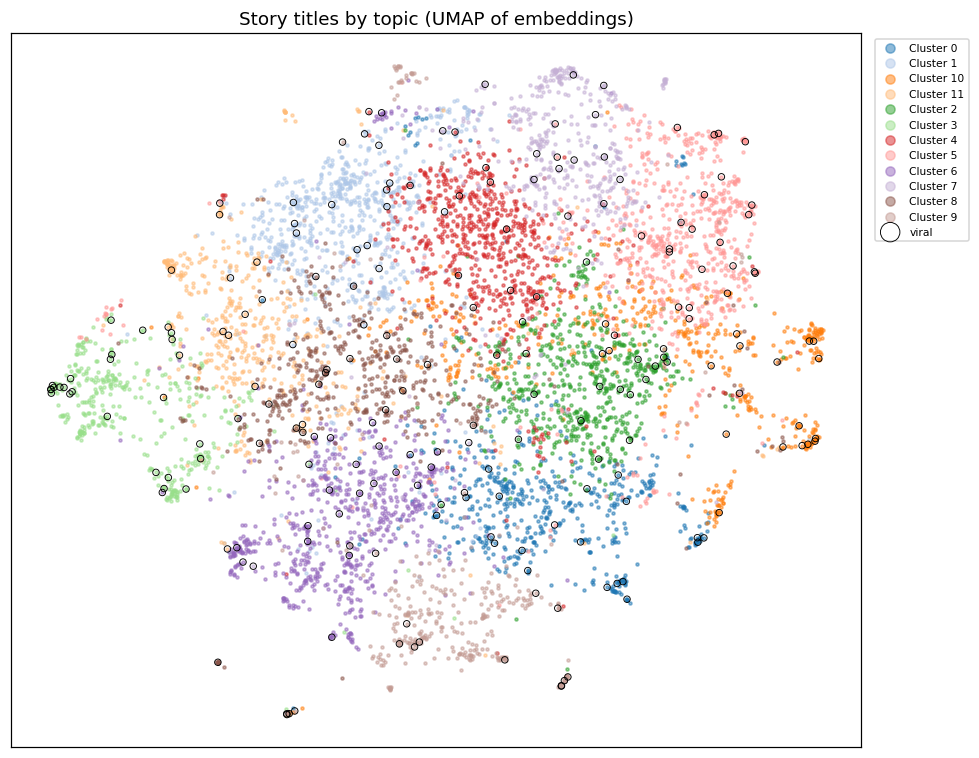 Story titles by topic (UMAP of embeddings)
Cluster 0
Cluster 1
Cluster 10
Cluster 11
Cluster 2
Cluster 3
Cluster 4
Cluster 5
Cluster 6
Cluster 7
Cluster 8
Cluster 9
viral